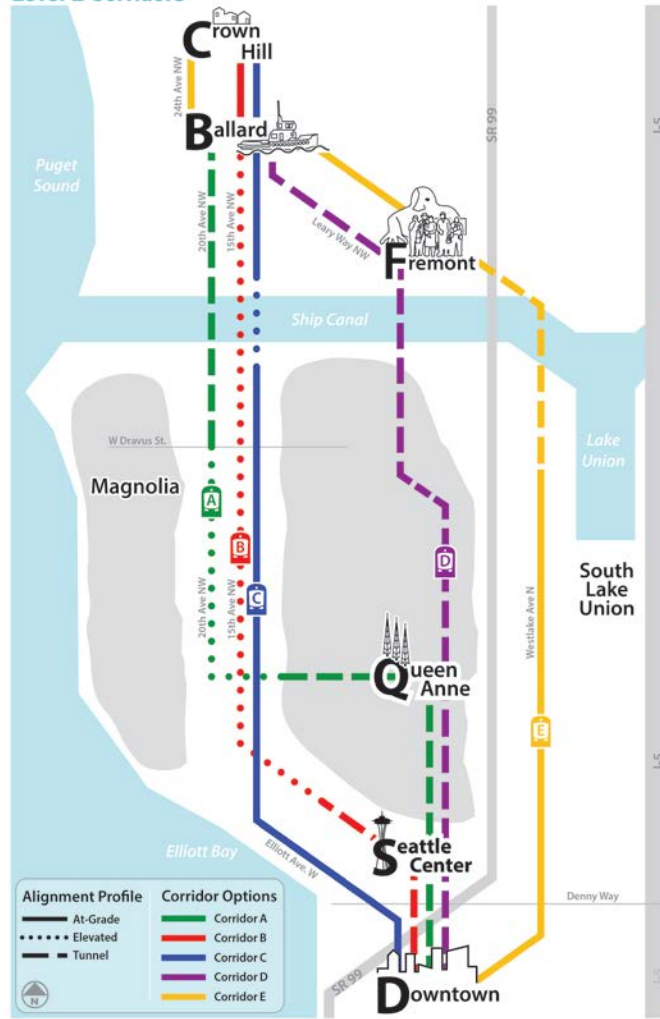 Crown
Hill
24th Ave NW
Ballard
SR 99
I-5
Puget
Sound
20th Ave NW
15th Ave NW
Leary Way NW
Fremont
Ship Canal
W Dravus St.
Lake
Union
Magnolia
A
B
D
C
South
Lake
Union
20th Ave NW
15th Ave NW
Westlake Ave N
Queen
Anne
E
I-5
Seattle
Center
Elliott Bay
Elliott Ave. W
Denny Way
Alignment Profile
At-Grade
Elevated
Tunnel
N
Corridor Options
Corridor A
Corridor B
Corridor C
Corridor D
Corridor E
SR 99
Downtown